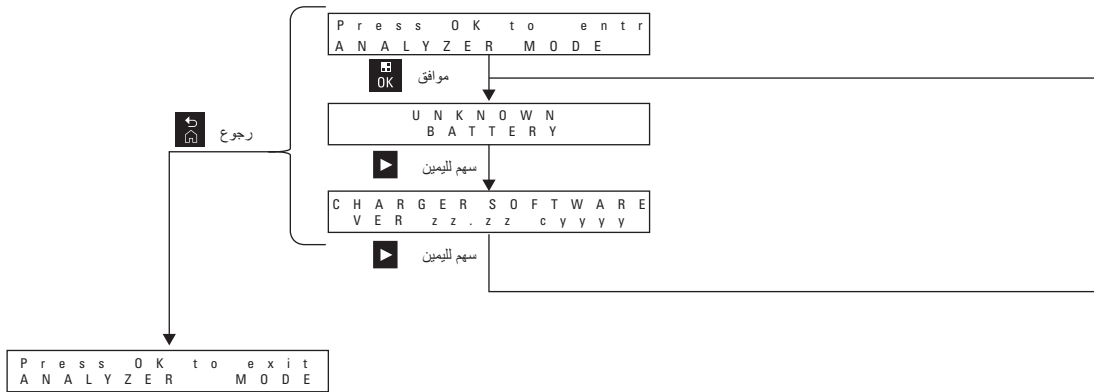 Press OK to entr
ANALYZER MODE
OK
موافق
UNKNOWN
BATTERY
رجوع
سهم لليمين
CHARGER SOFTWARE
VER zz.zz cyyyy
سهم لليمين
Press OK to exit
ANALYZER MODE